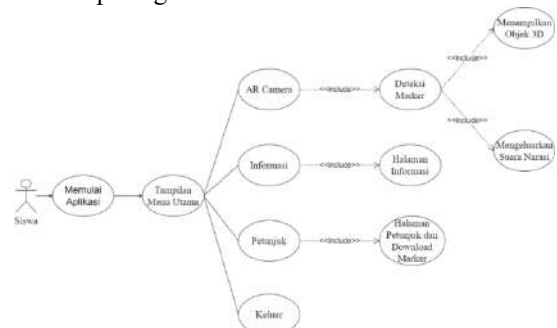 Menampilkan
Objek 3D
<<Include>>
AR Camera
<<Include>>
Deteksi
Marker
<<Include>>
Mengeluarkan
Suara Narasi
Informasi
<<Include>>
Halaman
Informasi
Siswa
Memulai
Aplikasi
Tampilan
Menu Utama
Petunjuk
<<Include>>
Halaman
Petunjuk dan
Download
Marker
Keluar